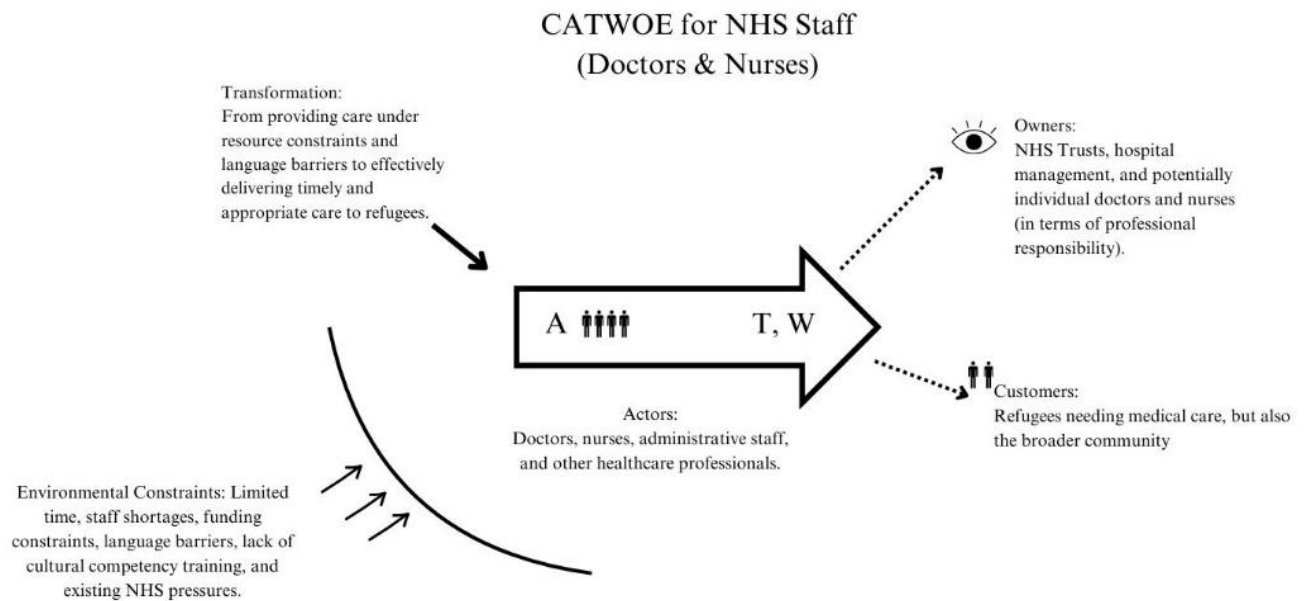 CATWOE for NHS Staff
(Doctors & Nurses)
Transformation:
From providing care under
resource constraints and
language barriers to effectively
delivering timely and
appropriate care to refugees.
Owners:
NHS Trusts, hospital
management, and potentially
individual doctors and nurses
(in terms of professional
responsibility).
A
T, W
Customers:
Refugees needing medical care, but also
the broader community
Actors:
Doctors, nurses, administrative staff,
and other healthcare professionals.
Environmental Constraints: Limited
time, staff shortages, funding
constraints, language barriers, lack of
cultural competency training, and
existing NHS pressures.